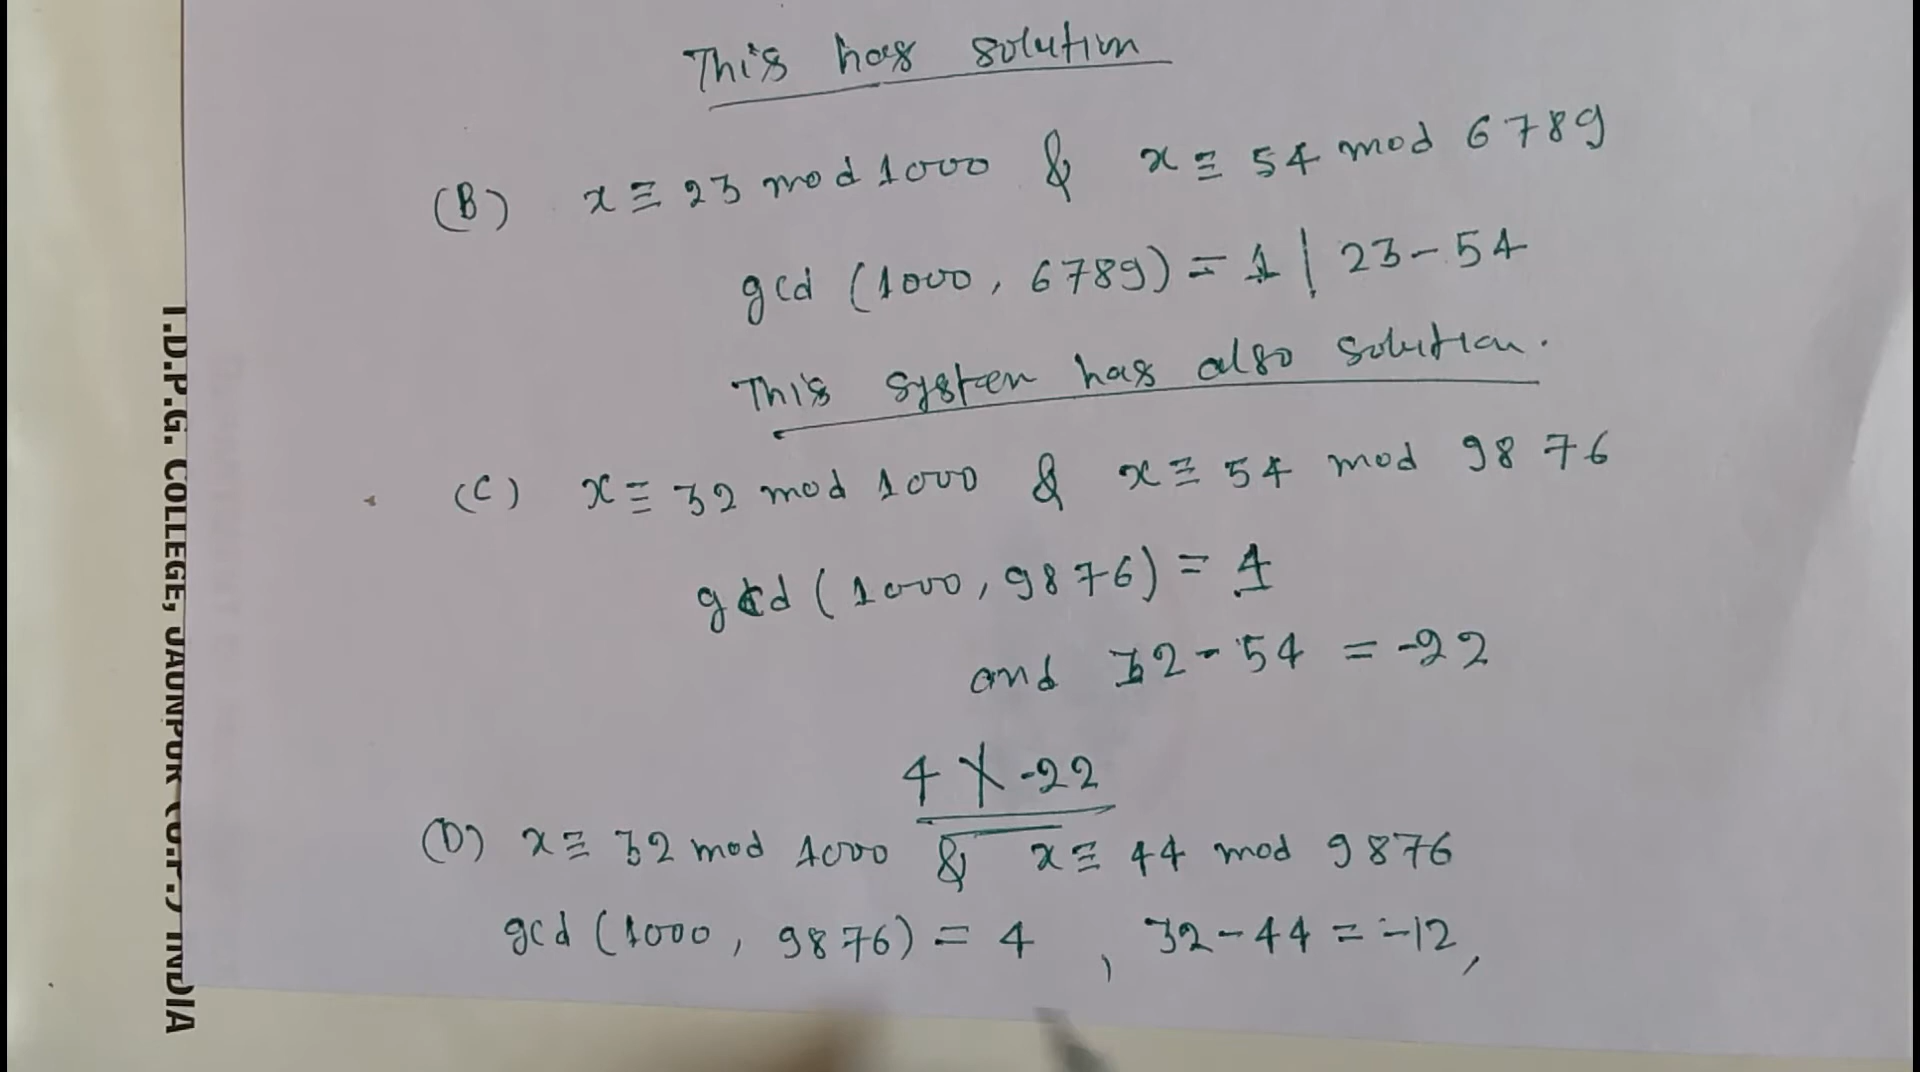 This has solution
(B) x ≡ 23 mod 1000 & x ≡ 54 mod 6789
gcd (1000, 6789) = 1 | 23-54
This system has also solution.
(C) x ≡ 32 mod 1000 & x ≡ 54 mod 9876
gcd (1000, 9876) = 4
and 32-54 = -22
4 ∤ -22
(D) x ≡ 32 mod 1000 & x ≡ 44 mod 9876
gcd (1000, 9876) = 4 , 32-44 = -12,
T.D.P.G. COLLEGE, JAUNPUR (U.P.) INDIA